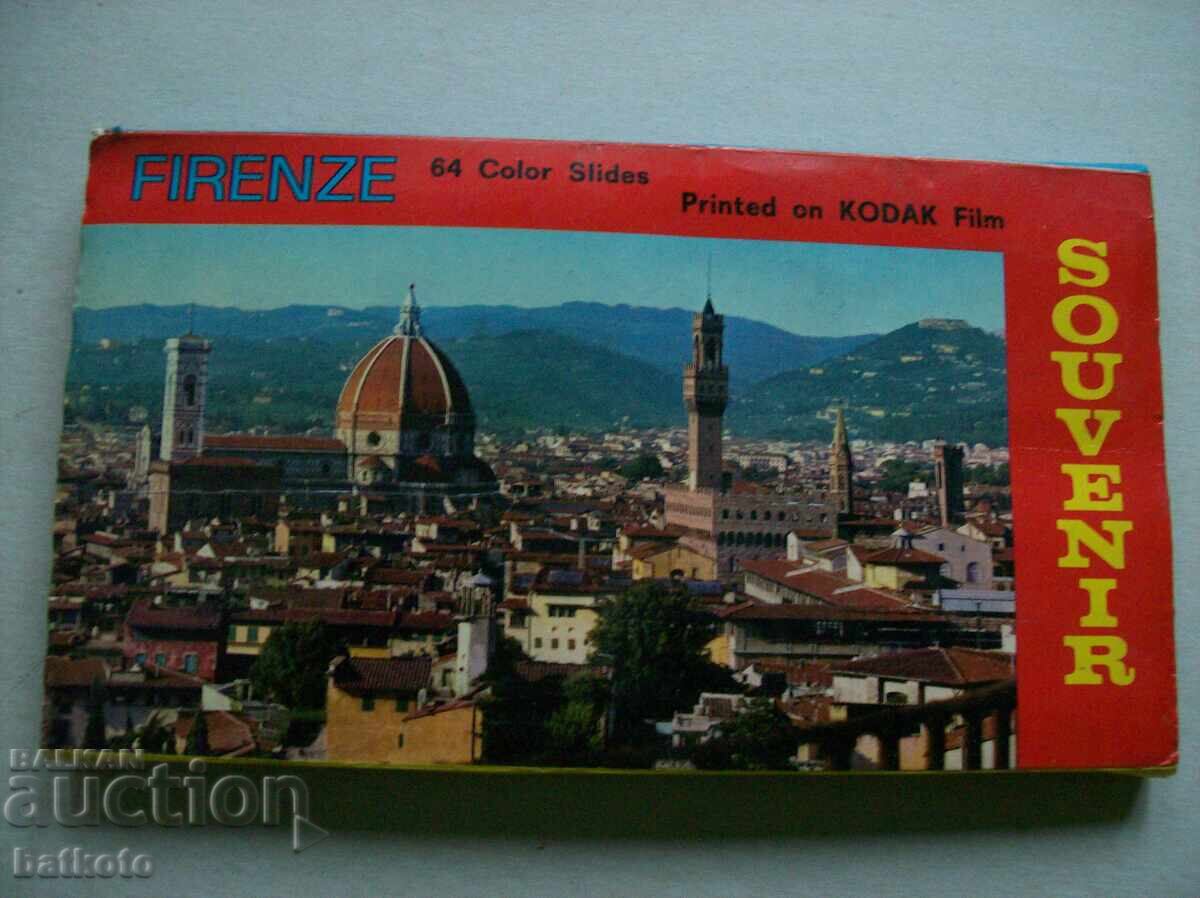 FIRENZE
64 Color Slides
Printed on KODAK Film
SOUVENIR
BALKAN
auction
batkoto